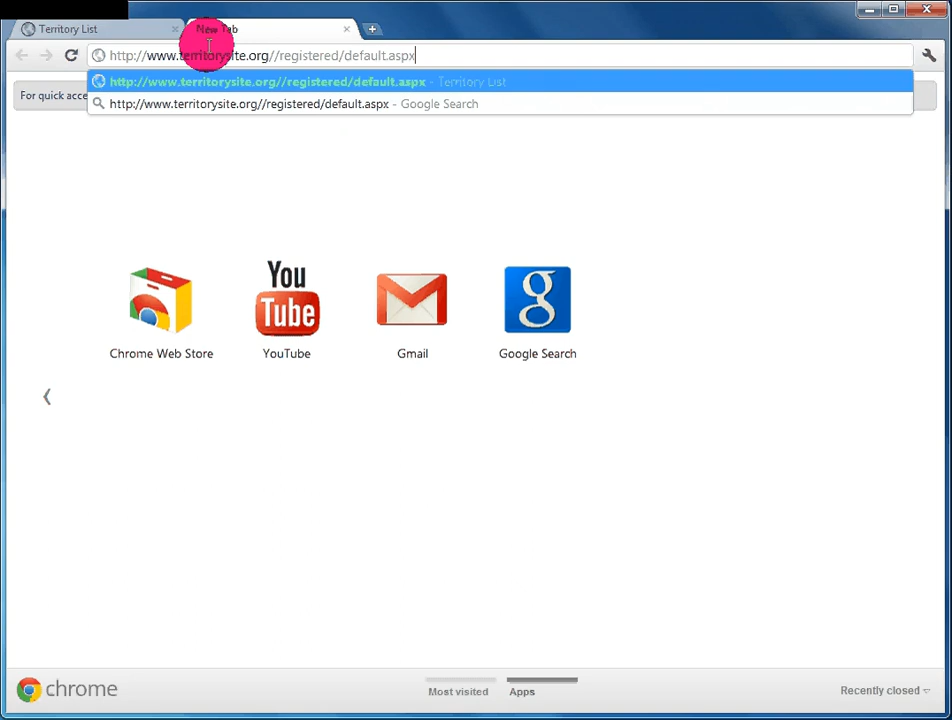 Territory List
New Tab
http://www.territorysite.org//registered/default.aspx
http://www.territorysite.org//registered/default.aspx - Territory List
For quick acce
http://www.territorysite.org//registered/default.aspx - Google Search
You
Tube
g
Chrome Web Store
YouTube
Gmail
Google Search
chrome
Most visited
Apps
Recently closed